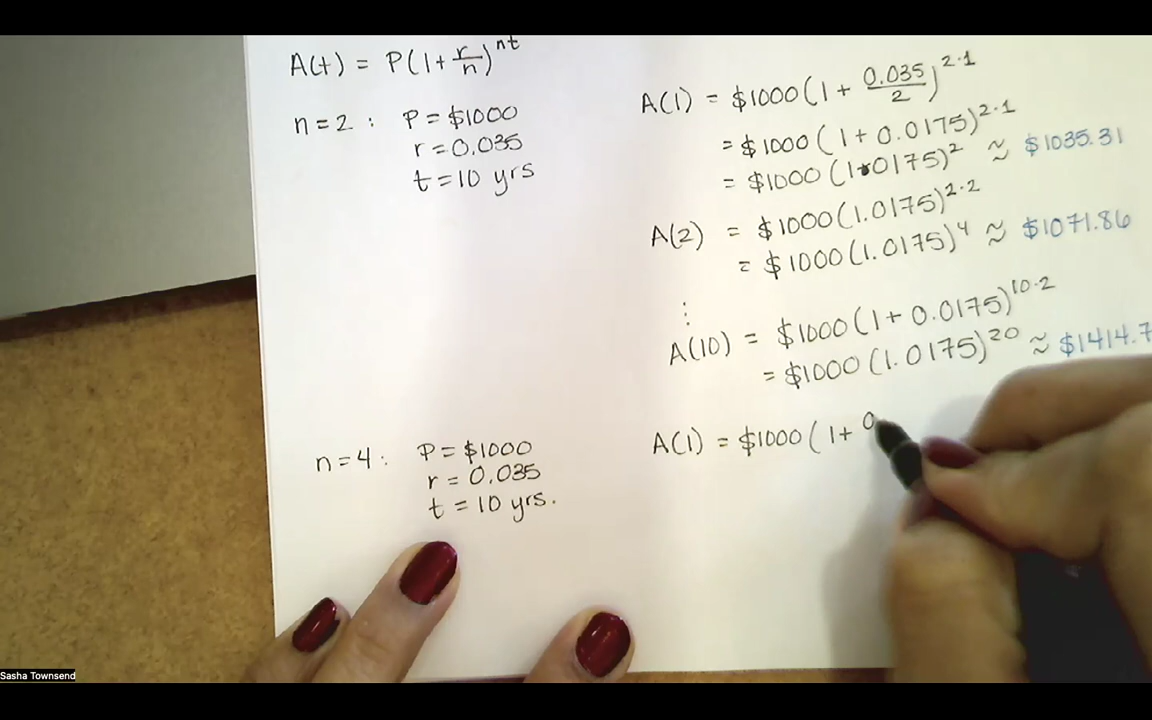 A(t) = P(1+r/n)^nt
n=2: P=$1000
r=0.035
t=10 yrs
A(1) = $1000(1+0.035/2)^2·1
= $1000(1+0.0175)^2·1
= $1000(1.0175)^2 ≈ $1035.31
A(2) = $1000(1.0175)^2·2
= $1000(1.0175)^4 ≈ $1071.86
⋮
A(10) = $1000(1+0.0175)^10·2
= $1000(1.0175)^20 ≈ $1414.7
n=4: P=$1000
r=0.035
t=10 yrs.
A(1) = $1000(1+ 0
Sasha Townsend